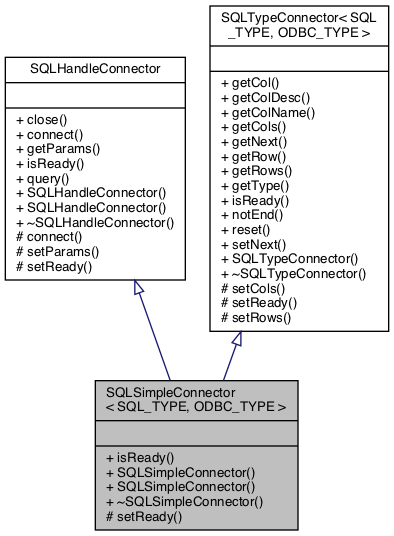 SQLTypeConnector< SQL
_TYPE, ODBC_TYPE >
+ getCol()
+ getColDesc()
+ getColName()
+ getCols()
+ getNext()
+ getRow()
+ getRows()
+ getType()
+ isReady()
+ notEnd()
+ reset()
+ setNext()
+ SQLTypeConnector()
+ ~SQLTypeConnector()
# setCols()
# setReady()
# setRows()
SQLHandleConnector
+ close()
+ connect()
+ getParams()
+ isReady()
+ query()
+ SQLHandleConnector()
+ SQLHandleConnector()
+ ~SQLHandleConnector()
# connect()
# setParams()
# setReady()
SQLSimpleConnector
< SQL_TYPE, ODBC_TYPE >
+ isReady()
+ SQLSimpleConnector()
+ SQLSimpleConnector()
+ ~SQLSimpleConnector()
# setReady()